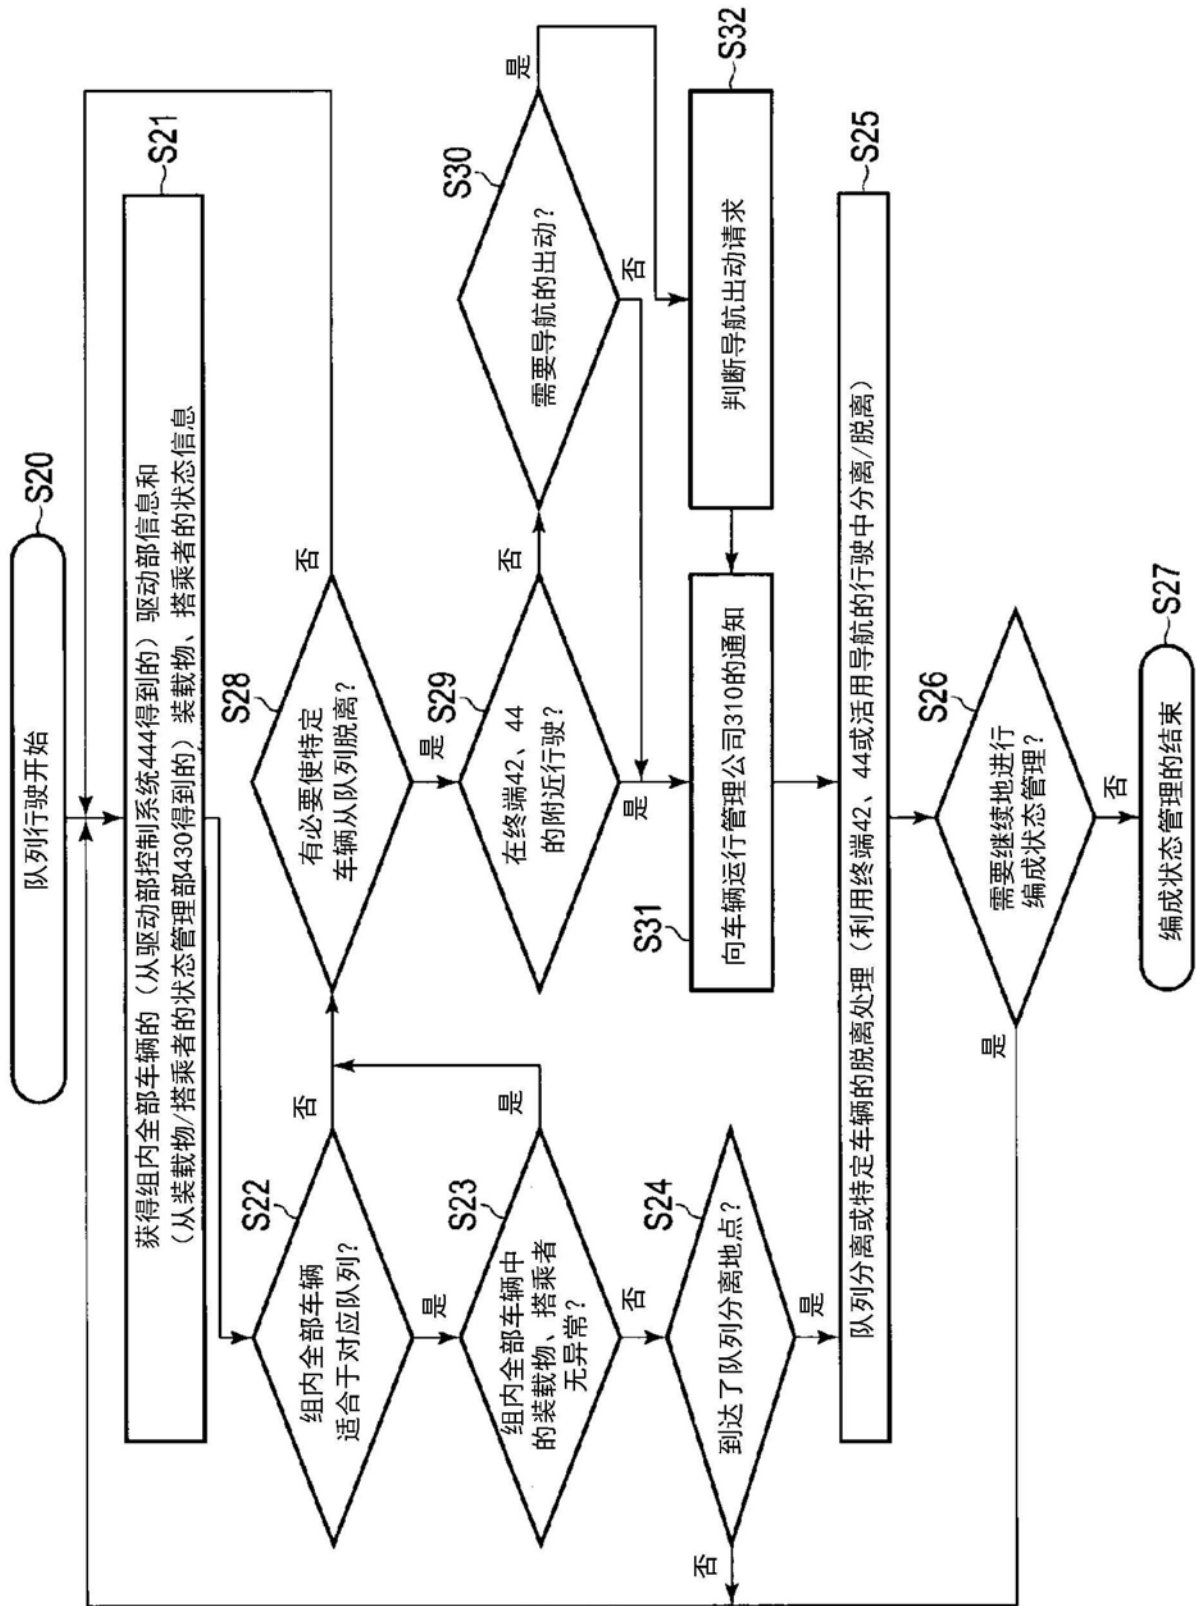 队列行驶开始
S20
获得组内全部车辆的（从驱动部控制系统444得到的）驱动部信息和
（从装载物/搭乘者的状态管理部430得到的）装载物、搭乘者的状态信息
S21
组内全部车辆
适合于对应队列？
S22
否
是
组内全部车辆中
的装载物、搭乘者
无异常？
S23
是
否
到达了队列分离地点？
S24
否
是
有必要使特定
车辆从队列脱离？
S28
否
是
在终端42、44
的附近行驶？
S29
否
是
需要导航的出动？
S30
是
否
向车辆运行管理公司310的通知
S31
判断导航出动请求
S32
队列分离或特定车辆的脱离处理（利用终端42、44或活用导航的行驶中分离/脱离）
S25
需要继续地进行
编成状态管理？
S26
是
否
编成状态管理的结束
S27